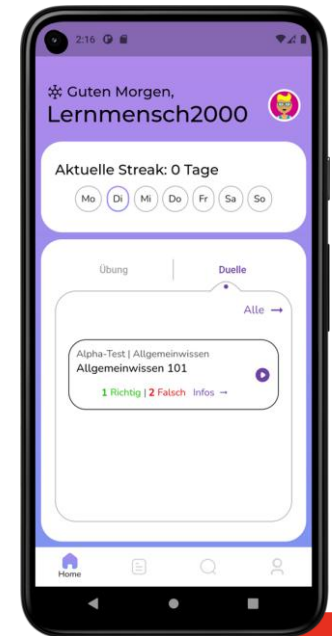 2:16
Guten Morgen,
Lernmensch2000
Aktuelle Streak: 0 Tage
Mo Di Mi Do Fr Sa So
Übung Duelle
Alle →
Alpha-Test | Allgemeinwissen
Allgemeinwissen 101
1 Richtig | 2 Falsch Infos →
Home